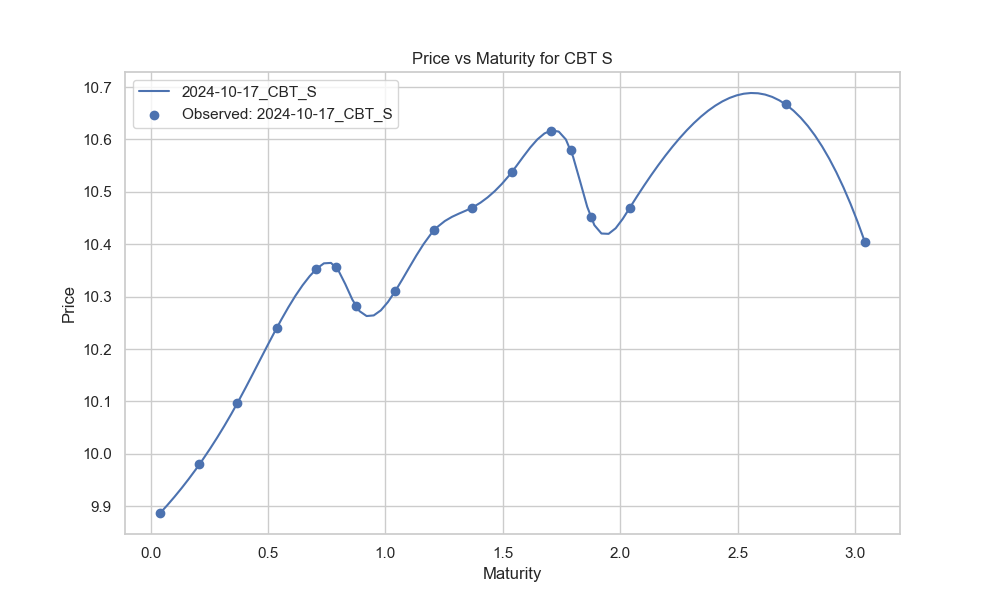 Price vs Maturity for CBT S
2024-10-17_CBT_S
Observed: 2024-10-17_CBT_S
Price
10.7
10.6
10.5
10.4
10.3
10.2
10.1
10.0
9.9
0.0 0.5 1.0 1.5 2.0 2.5 3.0
Maturity